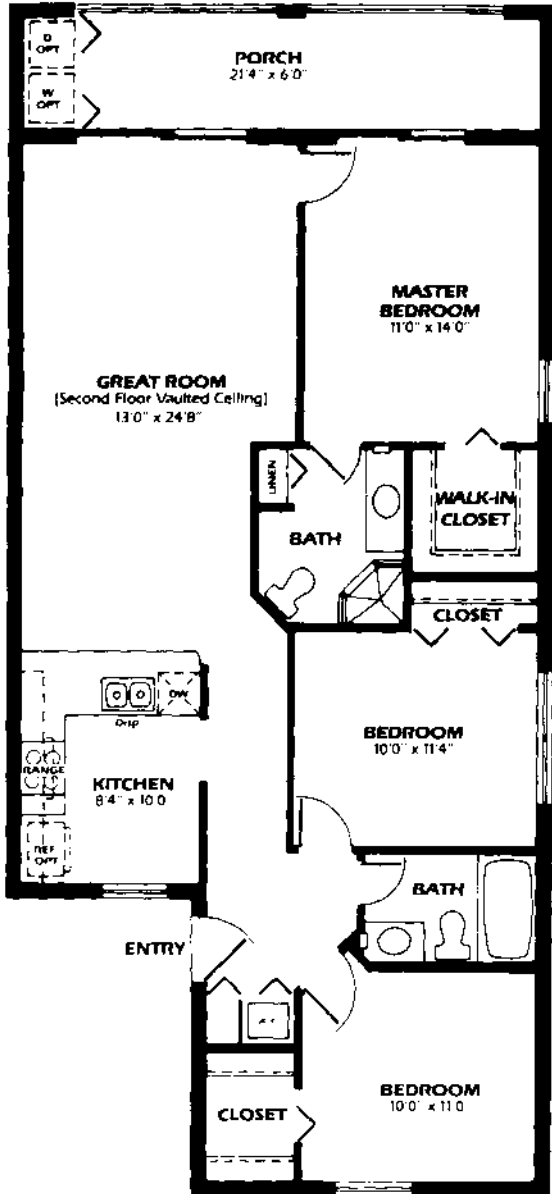 D
OPT
W
OPT
PORCH
21'4" x 6'0"
MASTER
BEDROOM
11'0" x 14'0"
GREAT ROOM
(Second Floor Vaulted Ceiling)
13'0" x 24'8"
LINEN
BATH
WALK-IN
CLOSET
CLOSET
DW
BEDROOM
10'0" x 11'4"
RANGE
KITCHEN
8'4" x 10'0
REF
OPT
BATH
ENTRY
BEDROOM
10'0' x 11'0
CLOSET